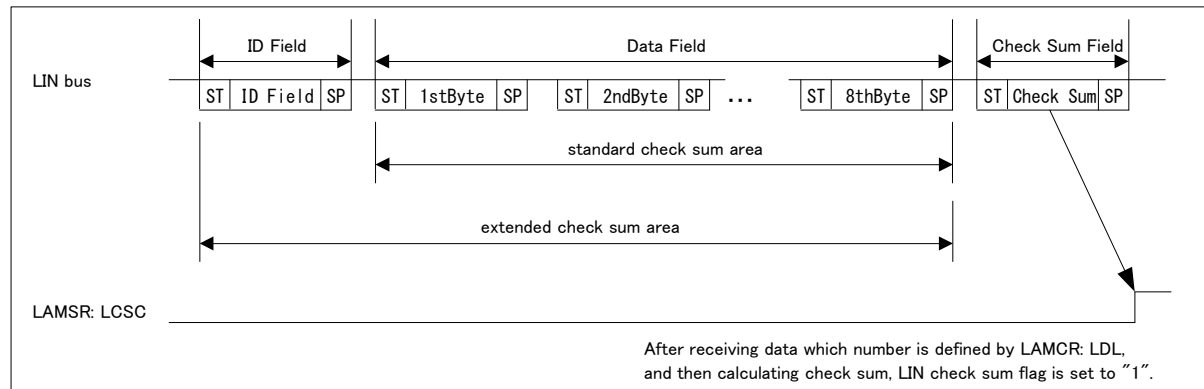 ID Field
Data Field
Check Sum Field
LIN bus
ST ID Field SP ST 1stByte SP ST 2ndByte SP ... ST 8thByte SP ST Check Sum SP
standard check sum area
extended check sum area
LAMSR: LCSC
After receiving data which number is defined by LAMCR: LDL,
and then calculating check sum, LIN check sum flag is set to "1".